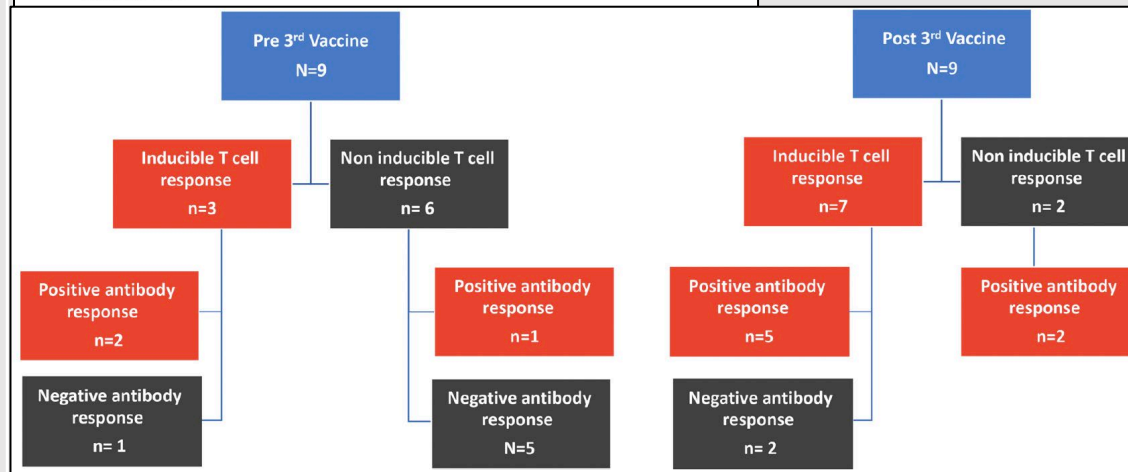 Pre 3rd Vaccine
N=9
Inducible T cell
response
n=3
Non inducible T cell
response
n= 6
Positive antibody
response
n=2
Negative antibody
response
n= 1
Positive antibody
response
n=1
Negative antibody
response
N=5
Post 3rd Vaccine
N=9
Inducible T cell
response
n=7
Non inducible T cell
response
n= 2
Positive antibody
response
n=5
Negative antibody
response
n= 2
Positive antibody
response
n=2